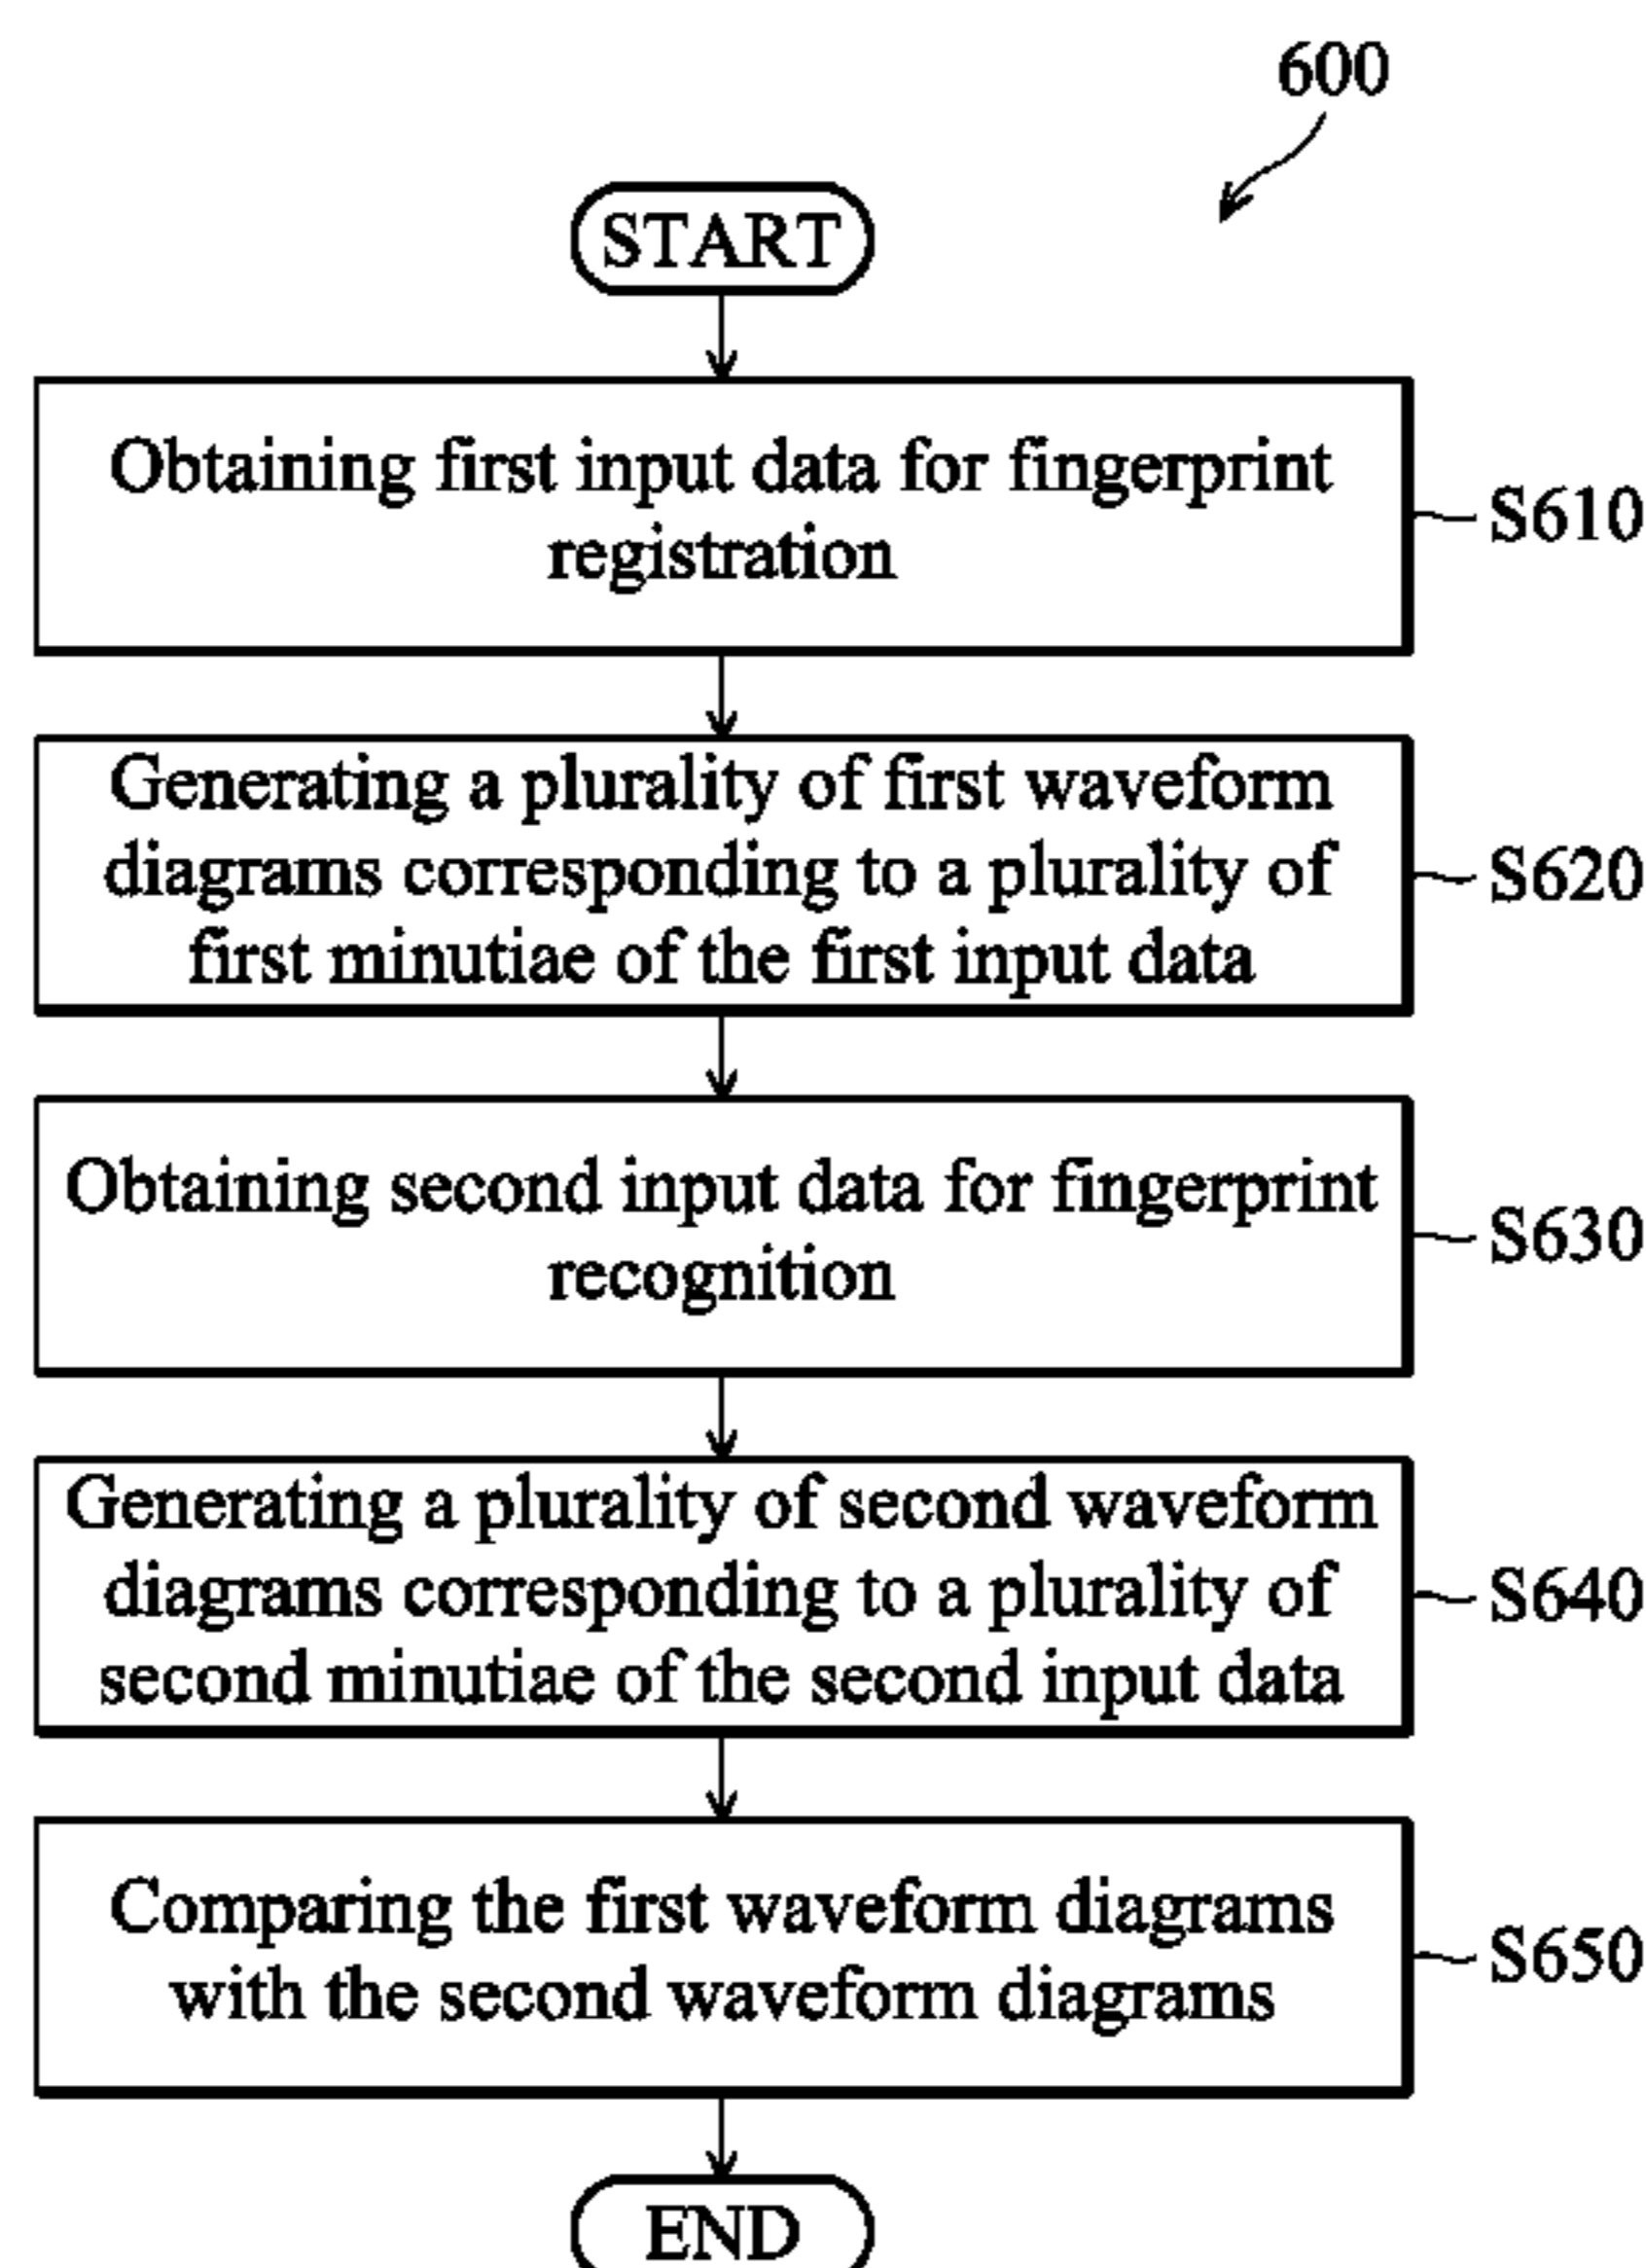 600
START
Obtaining first input data for fingerprint
registration
S610
Generating a plurality of first waveform
diagrams corresponding to a plurality of
first minutiae of the first input data
S620
Obtaining second input data for fingerprint
recognition
S630
Generating a plurality of second waveform
diagrams corresponding to a plurality of
second minutiae of the second input data
S640
Comparing the first waveform diagrams
with the second waveform diagrams
S650
END